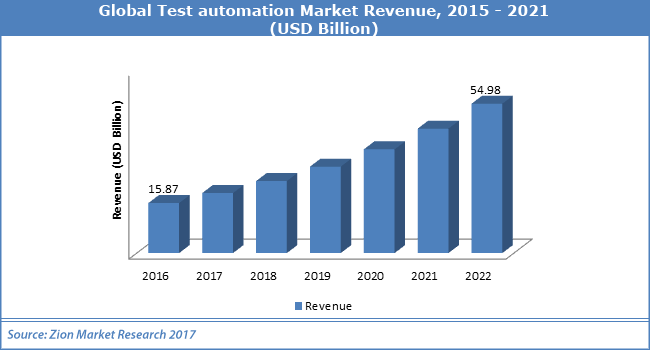 Global Test automation Market Revenue, 2015 - 2021
(USD Billion)
Revenue (USD Billion)
15.87
54.98
2016 2017 2018 2019 2020 2021 2022
Revenue
Source: Zion Market Research 2017